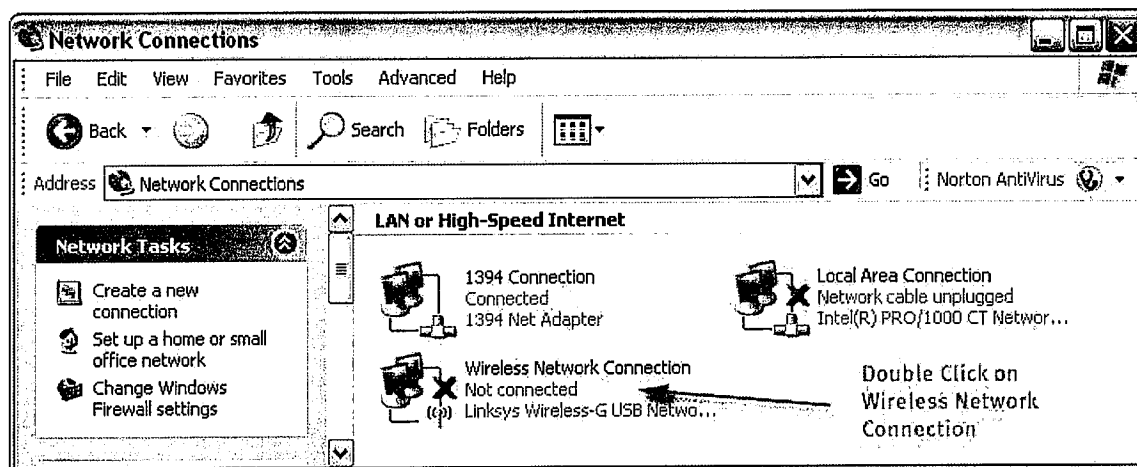 Network Connections
File Edit View Favorites Tools Advanced Help
Back Search Folders
Address Network Connections Go Norton AntiVirus
Network Tasks
Create a new
connection
Set up a home or small
office network
Change Windows
Firewall settings
LAN or High-Speed Internet
1394 Connection
Connected
1394 Net Adapter
Local Area Connection
Network cable unplugged
Intel(R) PRO/1000 CT Networ...
Wireless Network Connection
Not connected
Linksys Wireless-G USB Netwo...
Double Click on
Wireless Network
Connection